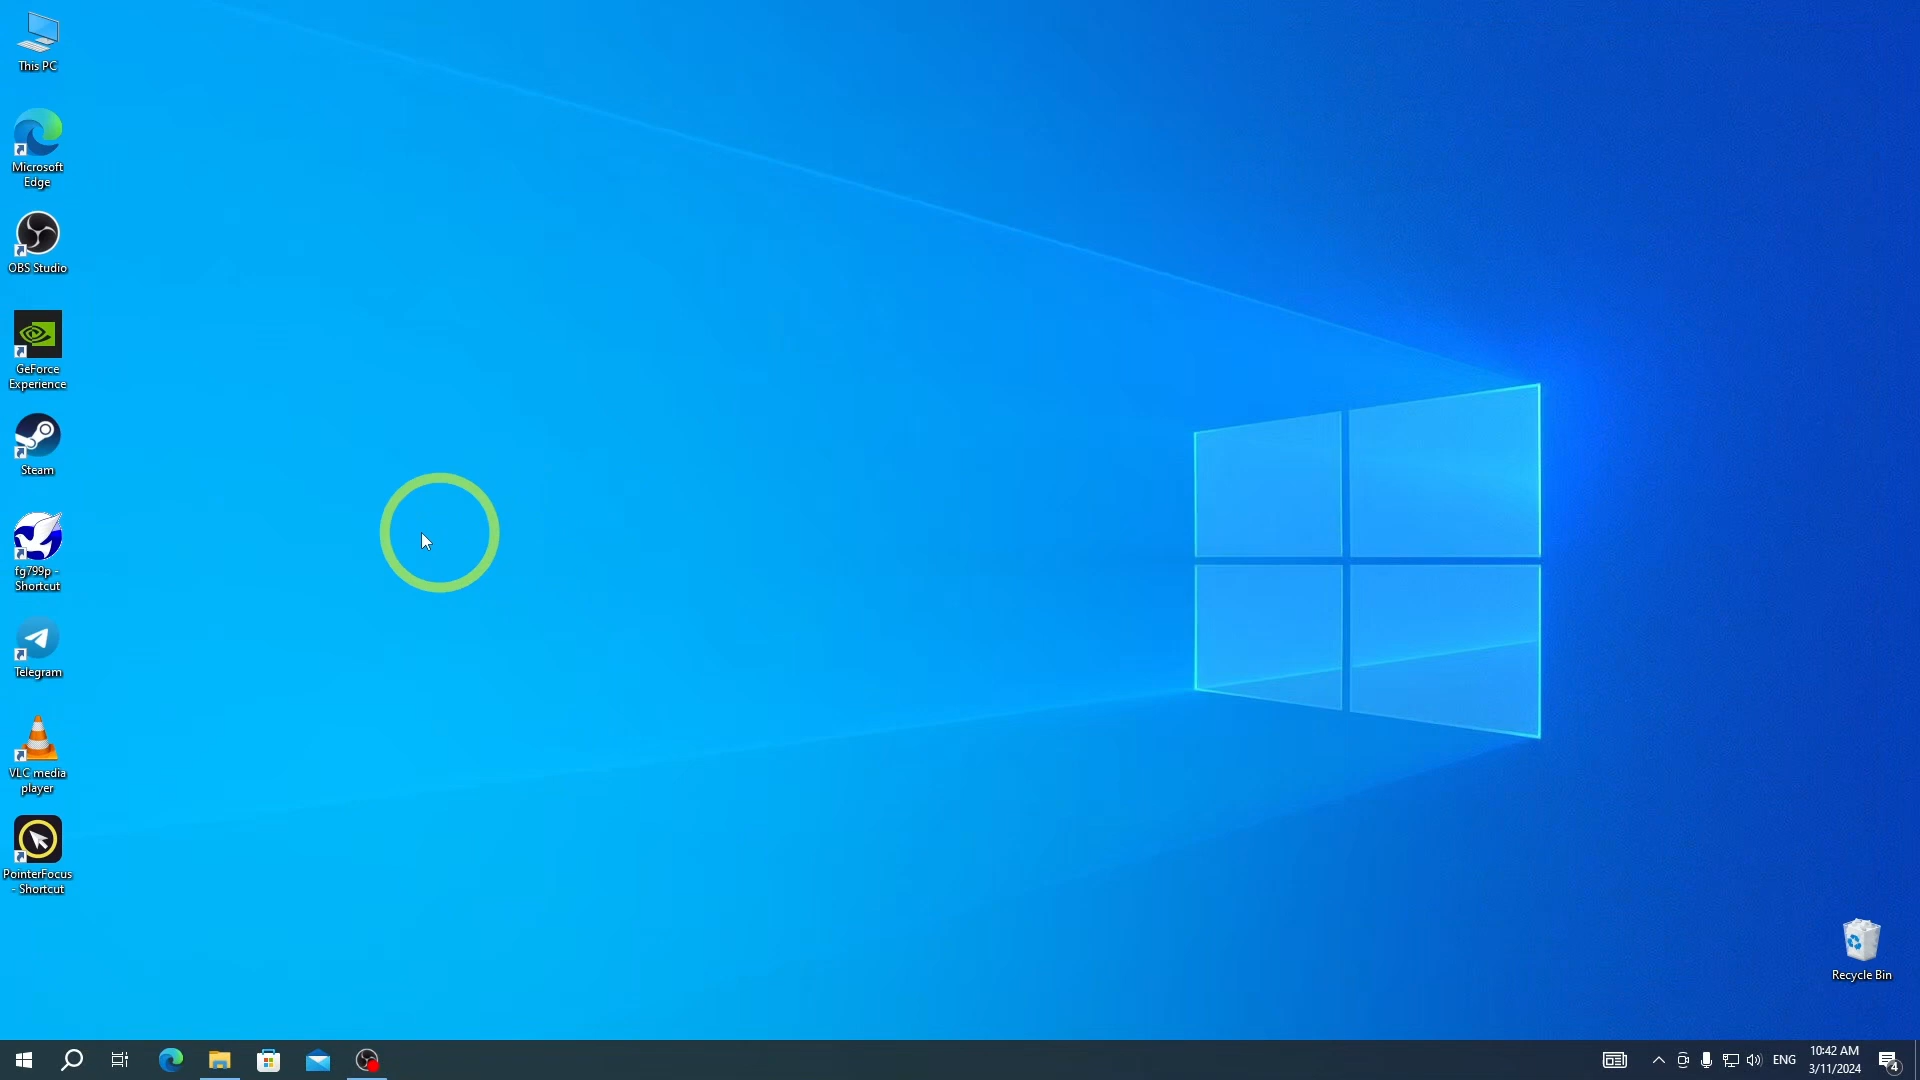 This PC
Microsoft
Edge
OBS Studio
GeForce
Experience
Steam
fg799p -
Shortcut
Telegram
VLC media
player
PointerFocus
- Shortcut
Recycle Bin
ENG
10:42 AM
3/11/2024
4